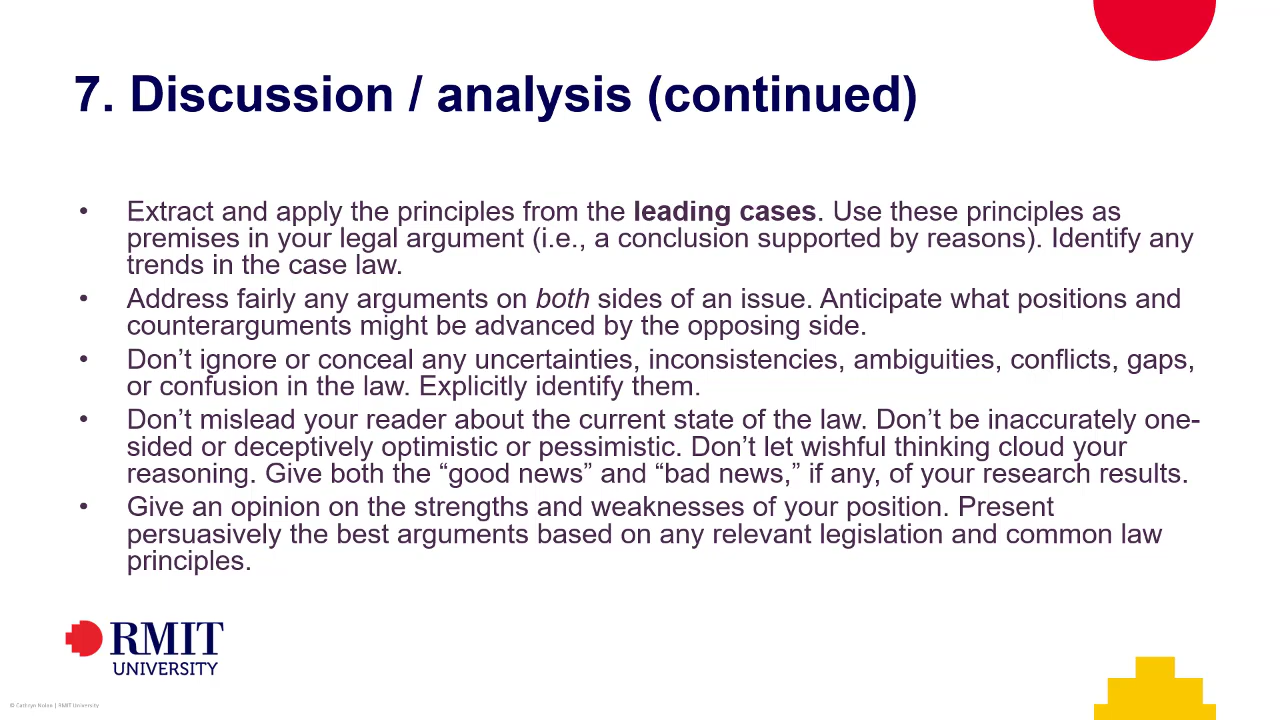 7. Discussion / analysis (continued)
• Extract and apply the principles from the leading cases. Use these principles as
premises in your legal argument (i.e., a conclusion supported by reasons). Identify any
trends in the case law.
• Address fairly any arguments on both sides of an issue. Anticipate what positions and
counterarguments might be advanced by the opposing side.
• Don’t ignore or conceal any uncertainties, inconsistencies, ambiguities, conflicts, gaps,
or confusion in the law. Explicitly identify them.
• Don’t mislead your reader about the current state of the law. Don’t be inaccurately one-
sided or deceptively optimistic or pessimistic. Don’t let wishful thinking cloud your
reasoning. Give both the “good news” and “bad news,” if any, of your research results.
• Give an opinion on the strengths and weaknesses of your position. Present
persuasively the best arguments based on any relevant legislation and common law
principles.
RMIT
UNIVERSITY
© Cathryn | RMIT University